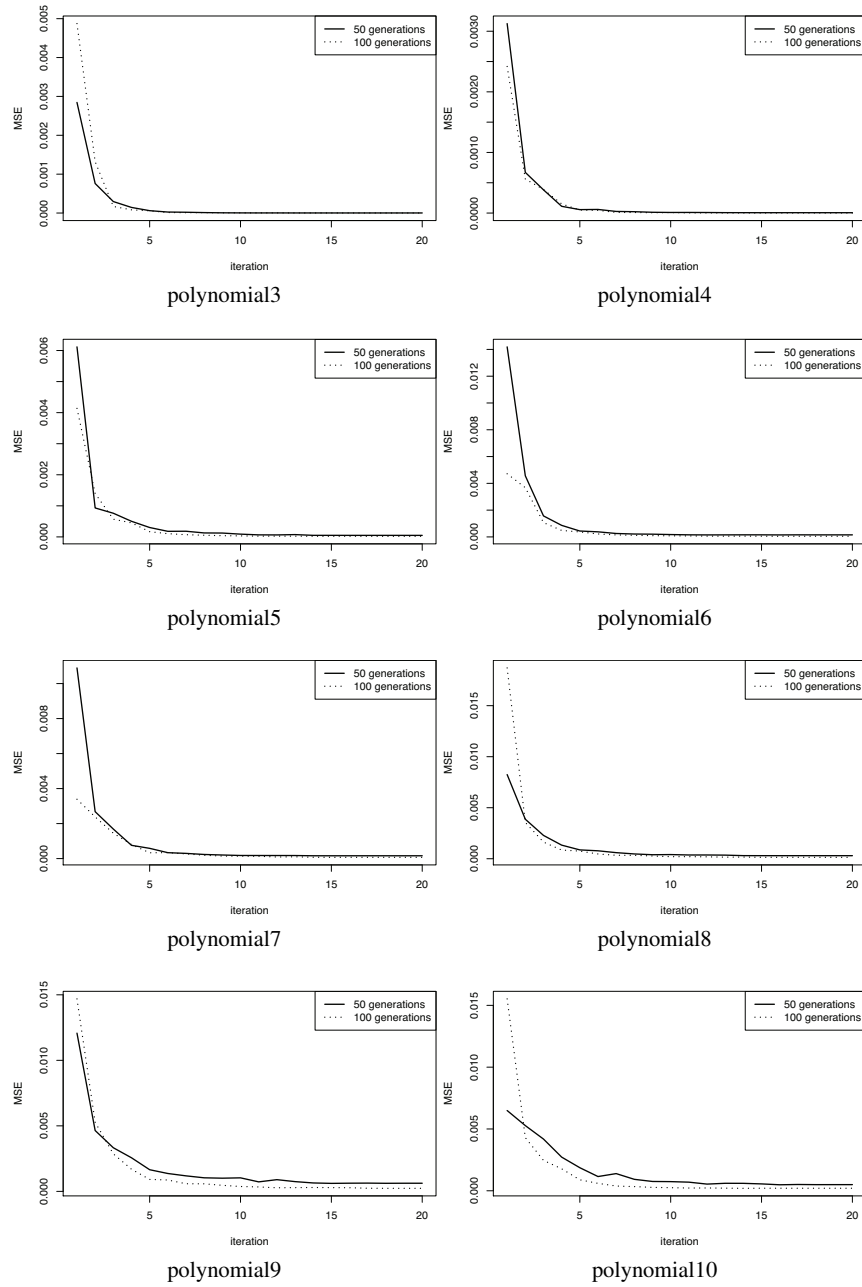 50 generations
100 generations
MSE
0.000 0.001 0.002 0.003 0.004 0.005
5 10 15 20
iteration
polynomial3
50 generations
100 generations
MSE
0.0000 0.0010 0.0020 0.0030
5 10 15 20
iteration
polynomial4
50 generations
100 generations
MSE
0.000 0.002 0.004 0.006
5 10 15 20
iteration
polynomial5
50 generations
100 generations
MSE
0.000 0.004 0.012
5 10 15 20
iteration
polynomial6
50 generations
100 generations
MSE
0.000 0.004 0.008
5 10 15 20
iteration
polynomial7
50 generations
100 generations
MSE
0.000 0.005 0.010 0.015
5 10 15 20
iteration
polynomial8
50 generations
100 generations
MSE
0.000 0.005 0.010 0.015
5 10 15 20
iteration
polynomial9
50 generations
100 generations
MSE
0.000 0.005 0.010 0.015
5 10 15 20
iteration
polynomial10